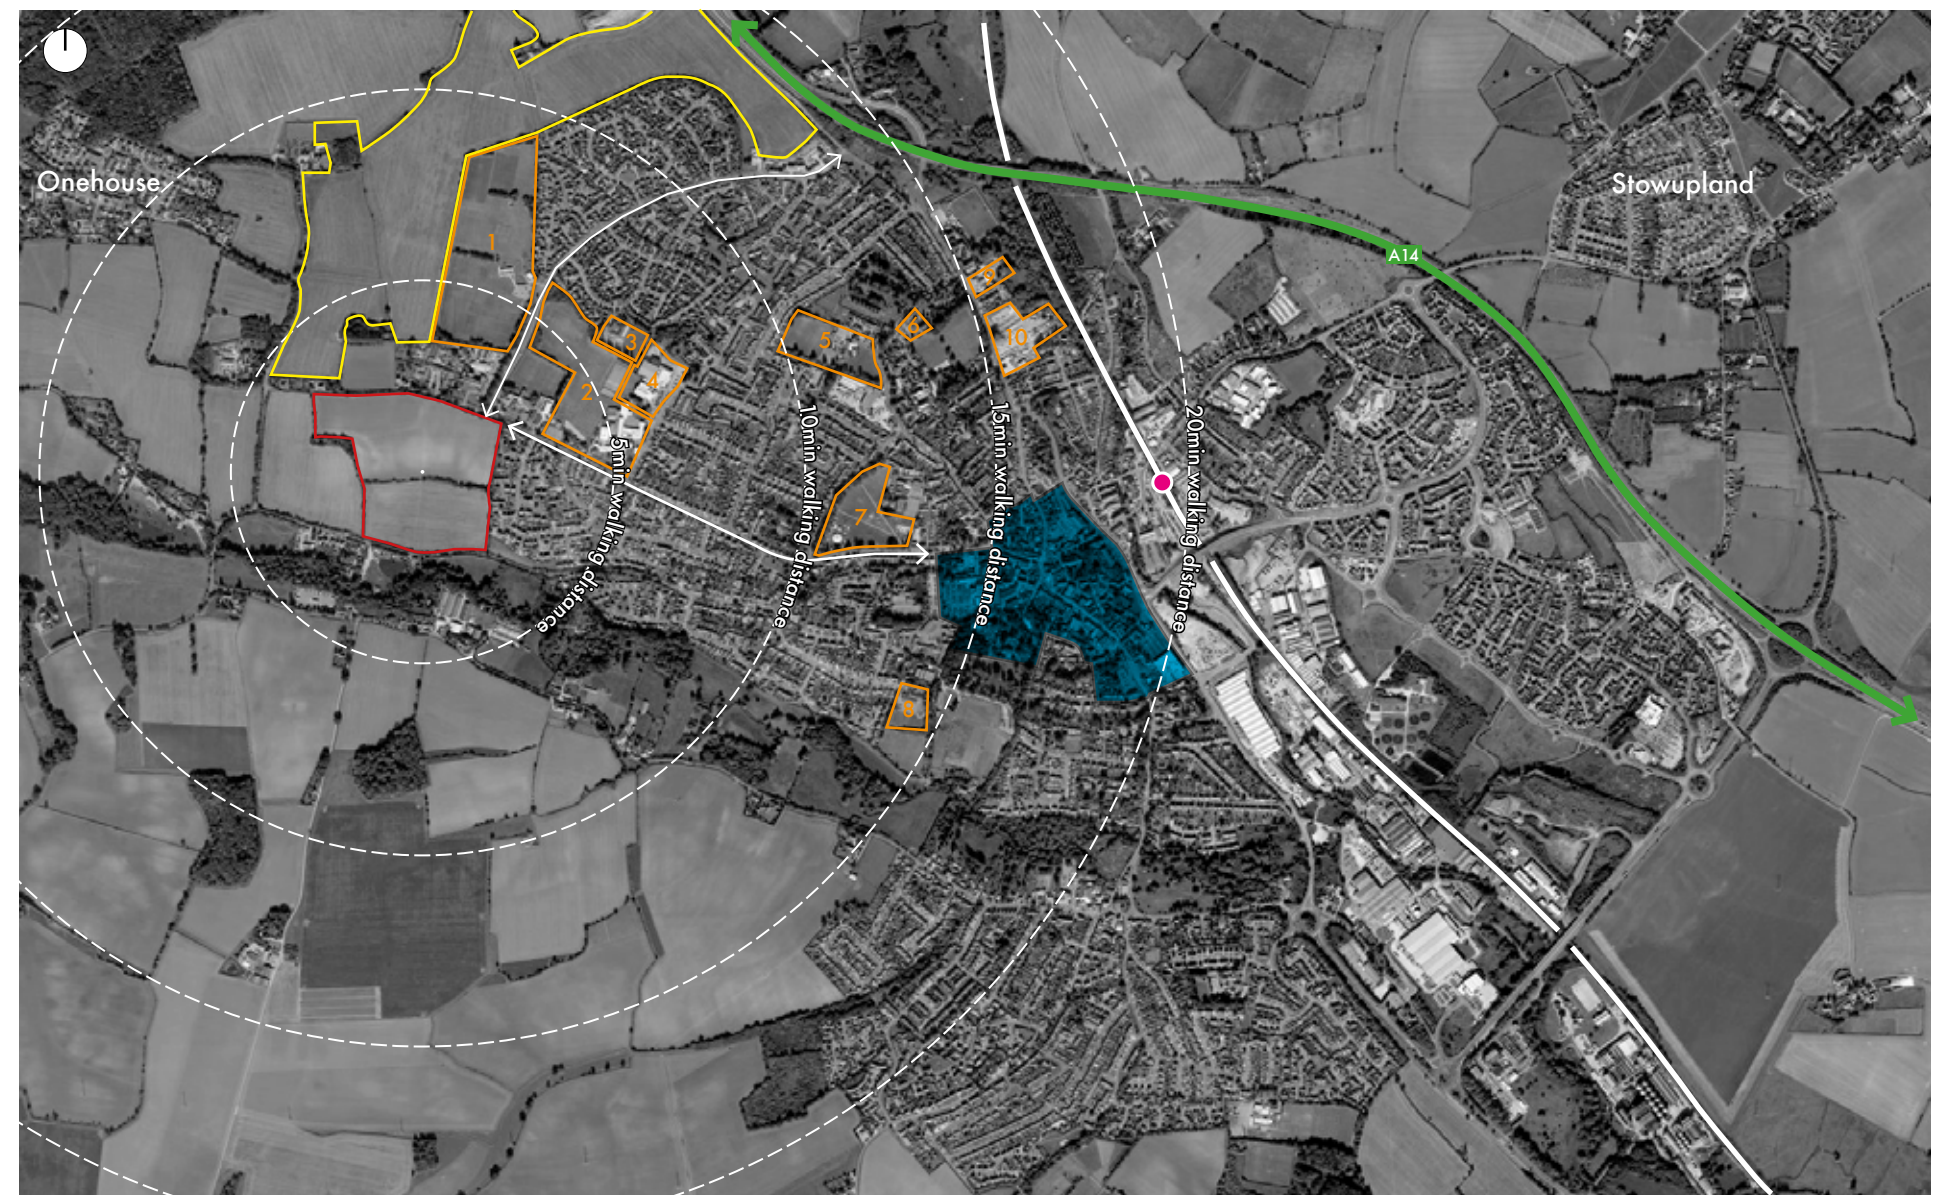 Onehouse
Stowupland
A14
1
2
3
4
5
6
7
8
9
10
5min walking distance
10min walking distance
15min walking distance
20min walking distance